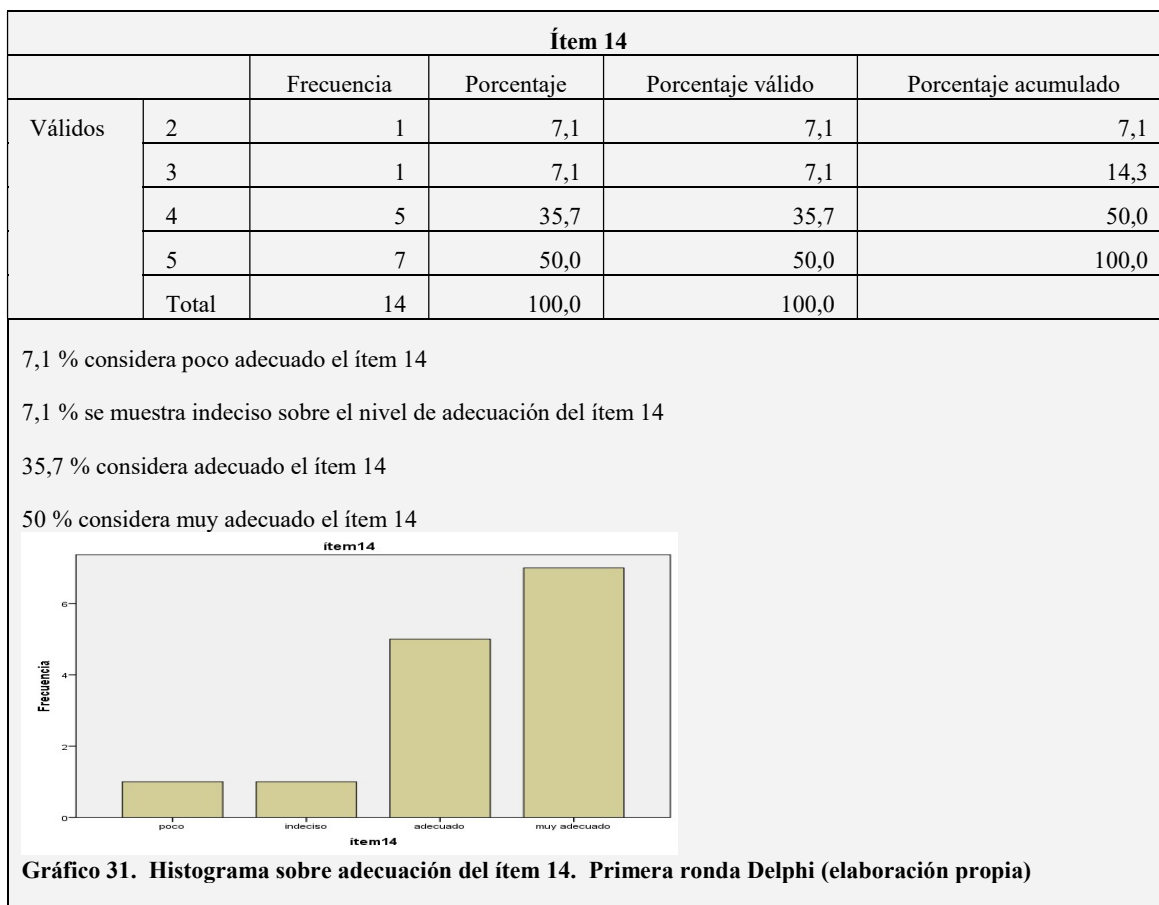 Ítem 14
Frecuencia Porcentaje Porcentaje válido Porcentaje acumulado
Válidos 2 1 7,1 7,1 7,1
3 1 7,1 7,1 14,3
4 5 35,7 35,7 50,0
5 7 50,0 50,0 100,0
Total 14 100,0 100,0
7,1 % considera poco adecuado el ítem 14
7,1 % se muestra indeciso sobre el nivel de adecuación del ítem 14
35,7 % considera adecuado el ítem 14
50 % considera muy adecuado el ítem 14
ítem14
6
4
2
0
Frecuencia
poco indeciso adecuado muy adecuado
ítem14
Gráfico 31. Histograma sobre adecuación del ítem 14. Primera ronda Delphi (elaboración propia)